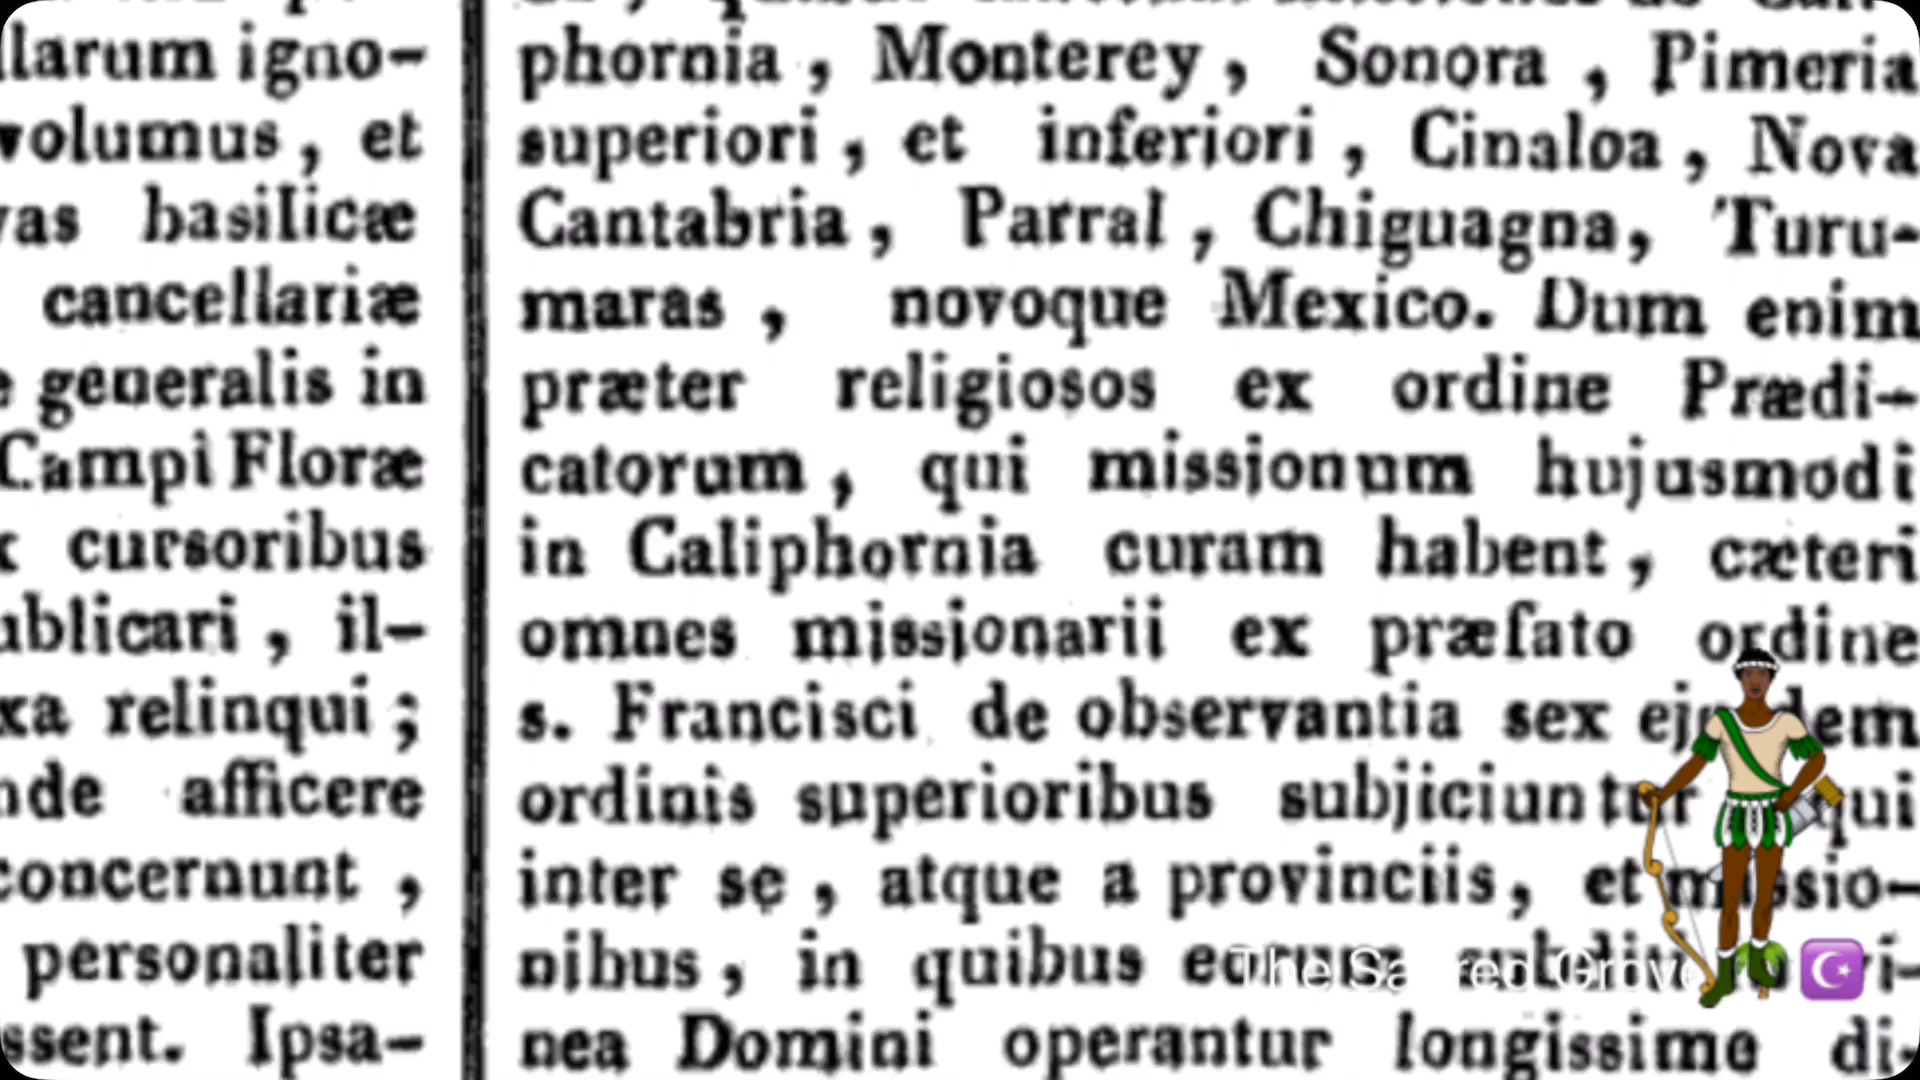 llarum igno-
volumus, et
vas basilicæ
cancellariæ
e generalis in
Campi Floræ
x cursoribus
ublicari, il-
xa relinqui;
nde afficere
concernunt,
personaliter
ssent. Ipsa-
phornia, Monterey, Sonora, Pimeria
superiori, et inferiori, Cinaloa, Nova
Cantabria, Parral, Chiguagna, Turu-
maras, novoque Mexico. Dum enim
præter religiosos ex ordine Prædi-
catorum, qui missionum hujusmodi
in Caliphornia curam habent, cæteri
omnes missionarii ex præfato ordine
s. Francisci de observantia sex ejusdem
ordinis superioribus subjiciuntur qui
inter se, atque a provinciis, et missio-
nibus, in quibus eorum
nea Domini operantur longissime di-
The Sacred Grove